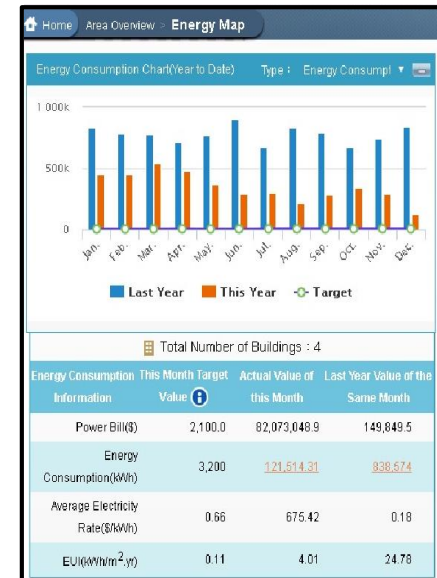 Home Area Overview > Energy Map
Energy Consumption Chart(Year to Date) Type : Energy Consumpt
1 000k
500k
0
Jan. Feb. Mar. Apr. May. Jun. Jul. Aug. Sep. Oct. Nov. Dec.
Last Year This Year Target
Total Number of Buildings : 4
Energy Consumption This Month Target Actual Value of Last Year Value of the
Information Value i this Month Same Month
Power Bill($) 2,100.0 82,073,048.9 149,849.5
Energy
Consumption(kWh) 3,200 121,514.31 838,574
Average Electricity
Rate($/kWh) 0.66 675.42 0.18
EUI(kWh/m².yr) 0.11 4.01 24.78